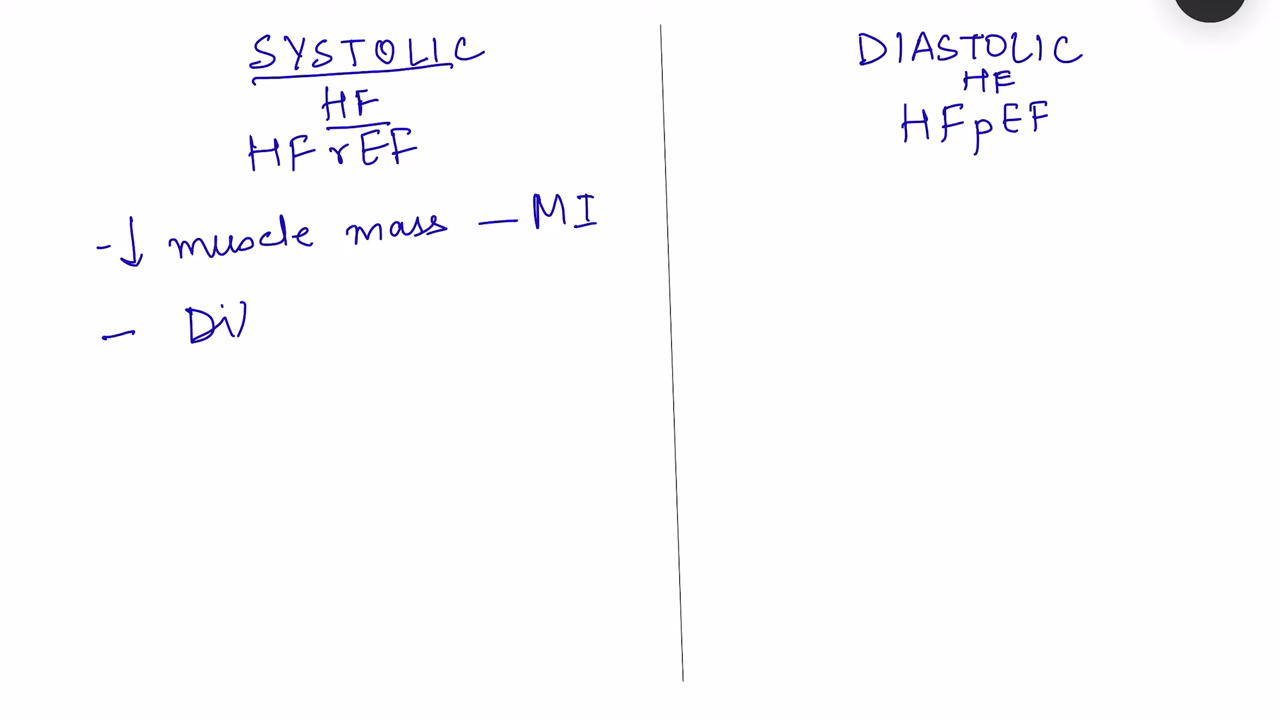 SYSTOLIC
HF
HFrEF
-↓ muscle mass — MI
—
DIASTOLIC
HF
HFpEF